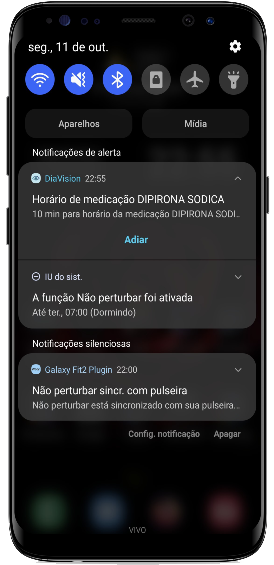 seg., 11 de out.
Aparelhos
Mídia
Notificações de alerta
DiaVision 22:55
Horário de medicação DIPIRONA SODICA
10 min para horário da medicação DIPIRONA SODI..
Adiar
IU do sist.
A função Não perturbar foi ativada
Até ter., 07:00 (Dormindo)
Notificações silenciosas
Galaxy Fit2 Plugin 22:00
Não perturbar sincr. com pulseira
Não perturbar está sincronizado com sua pulseira...
Config. notificação Apagar
VIVO